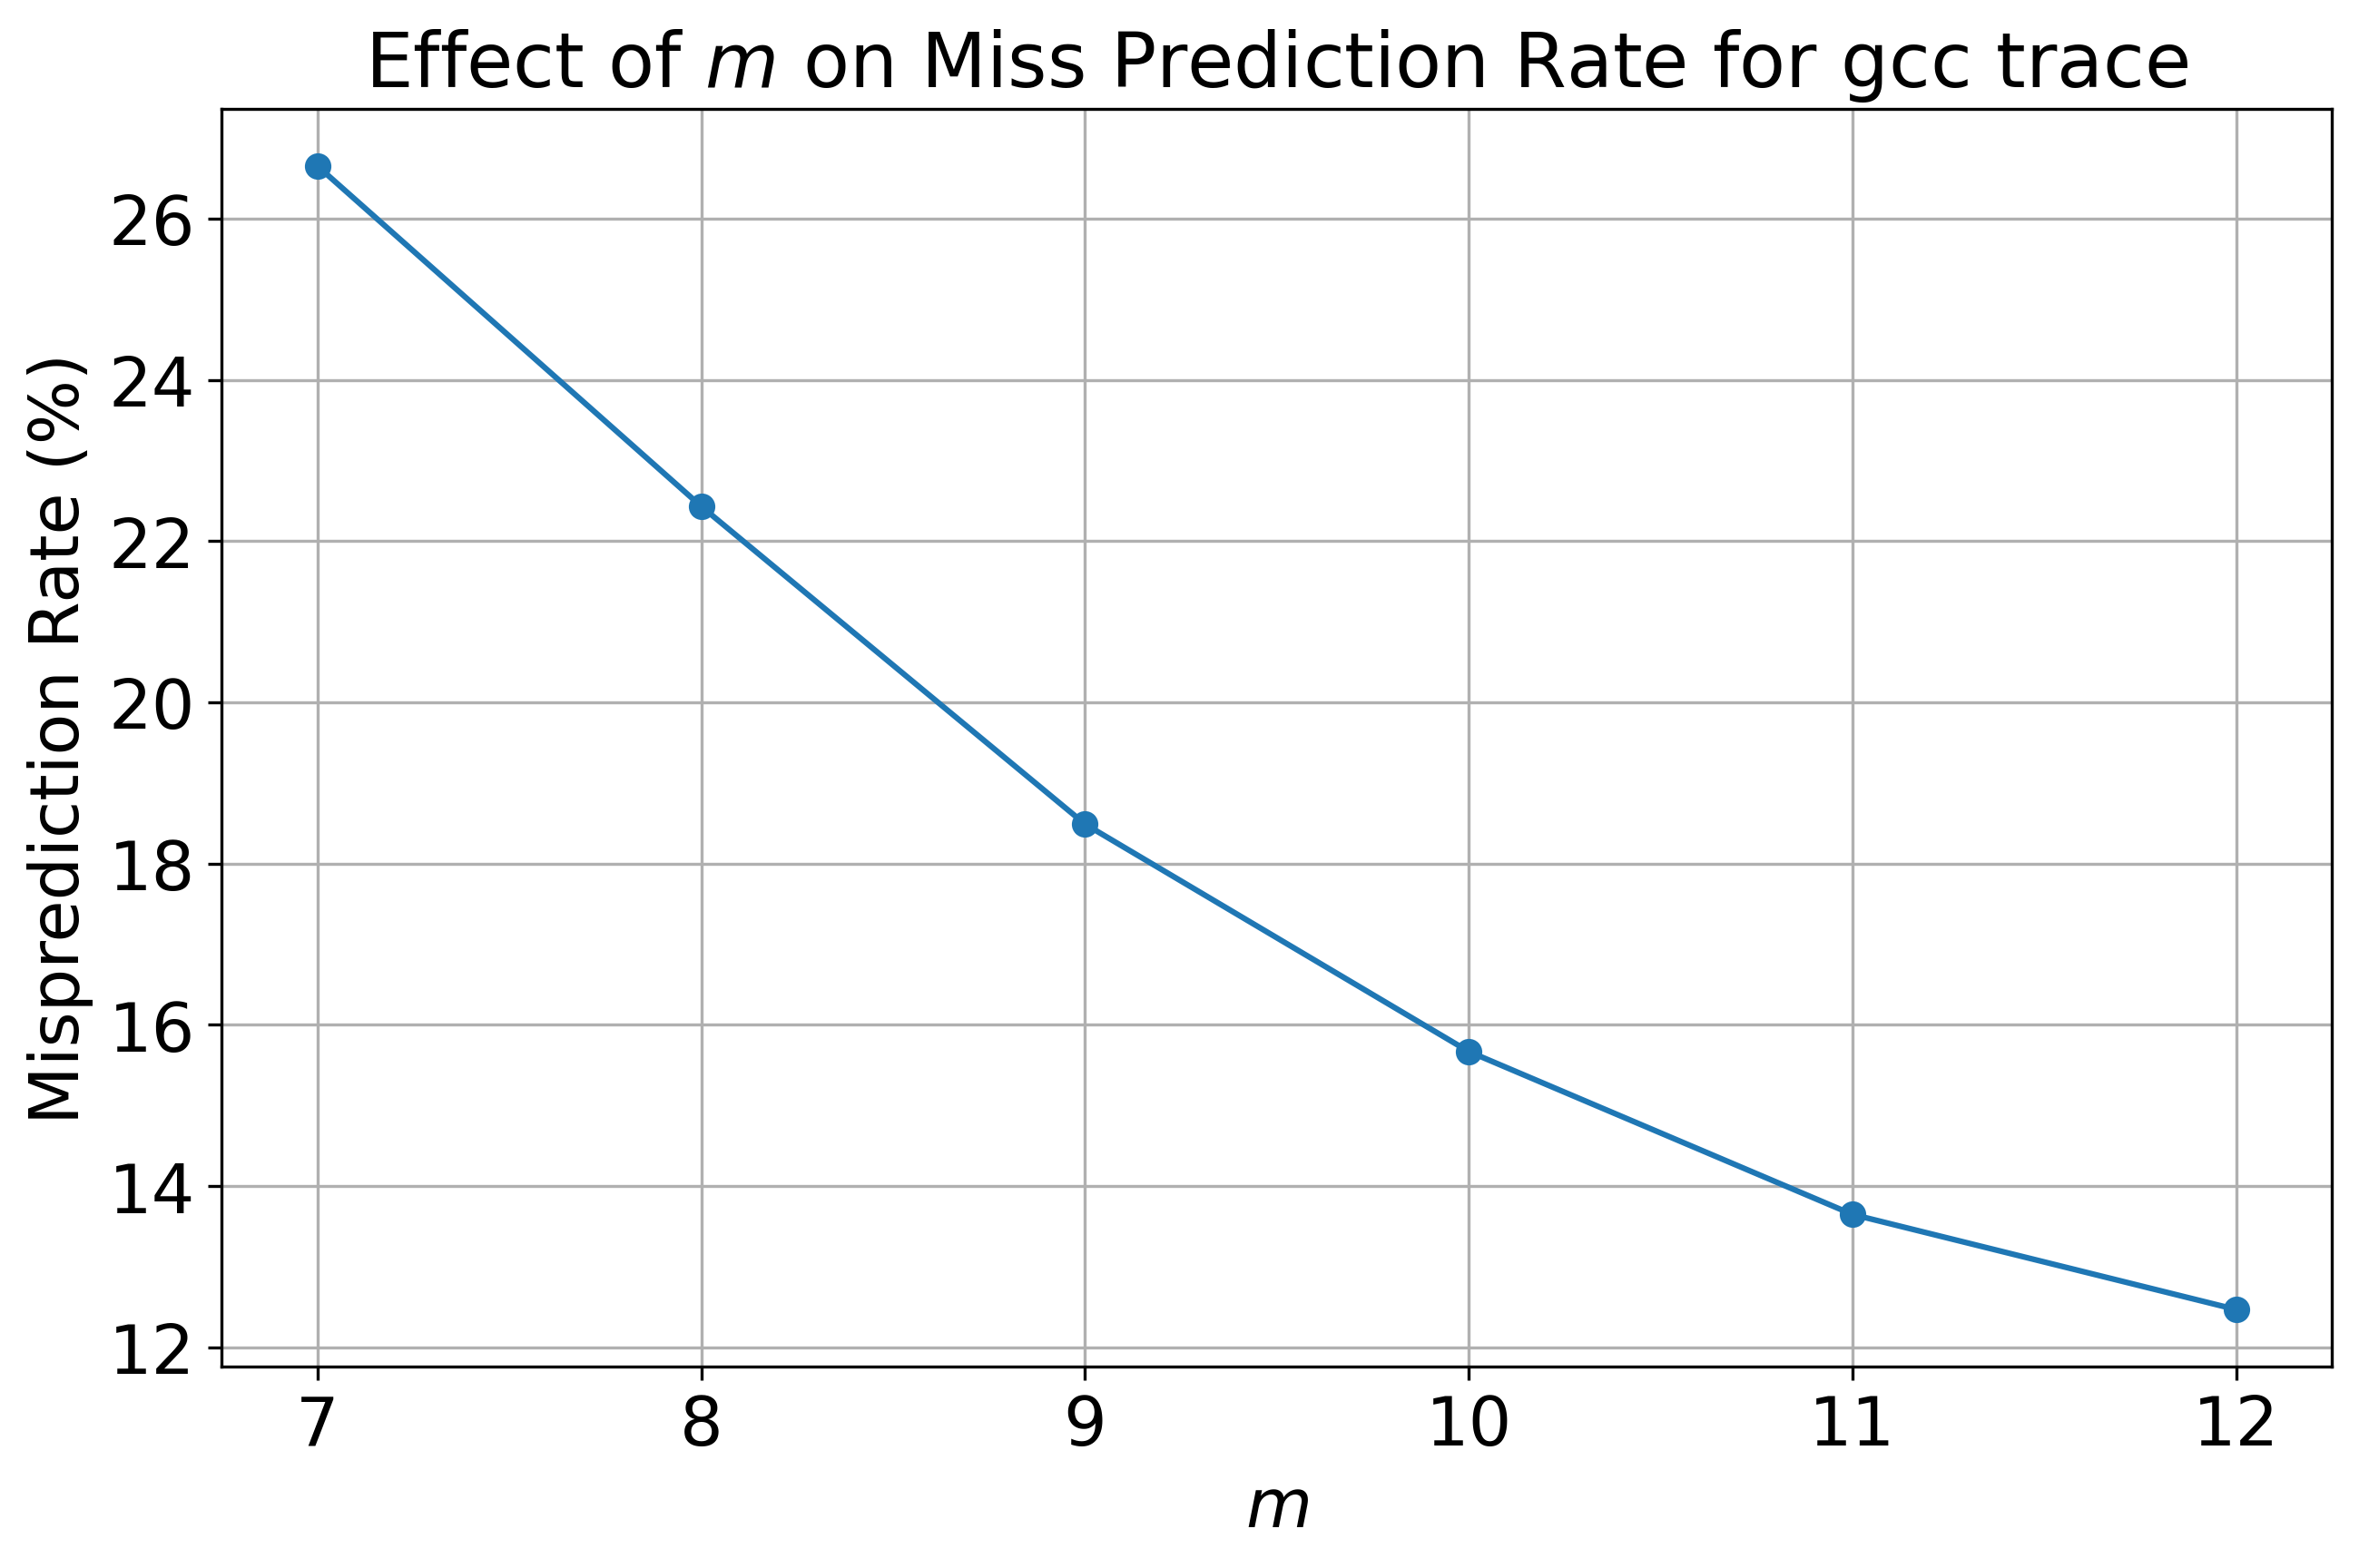 Effect of m on Miss Prediction Rate for gcc trace
Misprediction Rate (%)
26
24
22
20
18
16
14
12
7 8 9 10 11 12
m